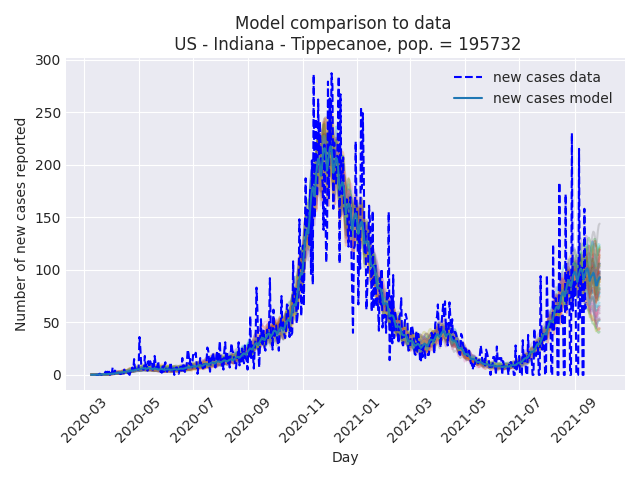 Model comparison to data
US - Indiana - Tippecanoe, pop. = 195732
300
250
200
150
100
50
0
Number of new cases reported
new cases data
new cases model
2020-03
2020-05
2020-07
2020-09
2020-11
2021-01
2021-03
2021-05
2021-07
2021-09
Day